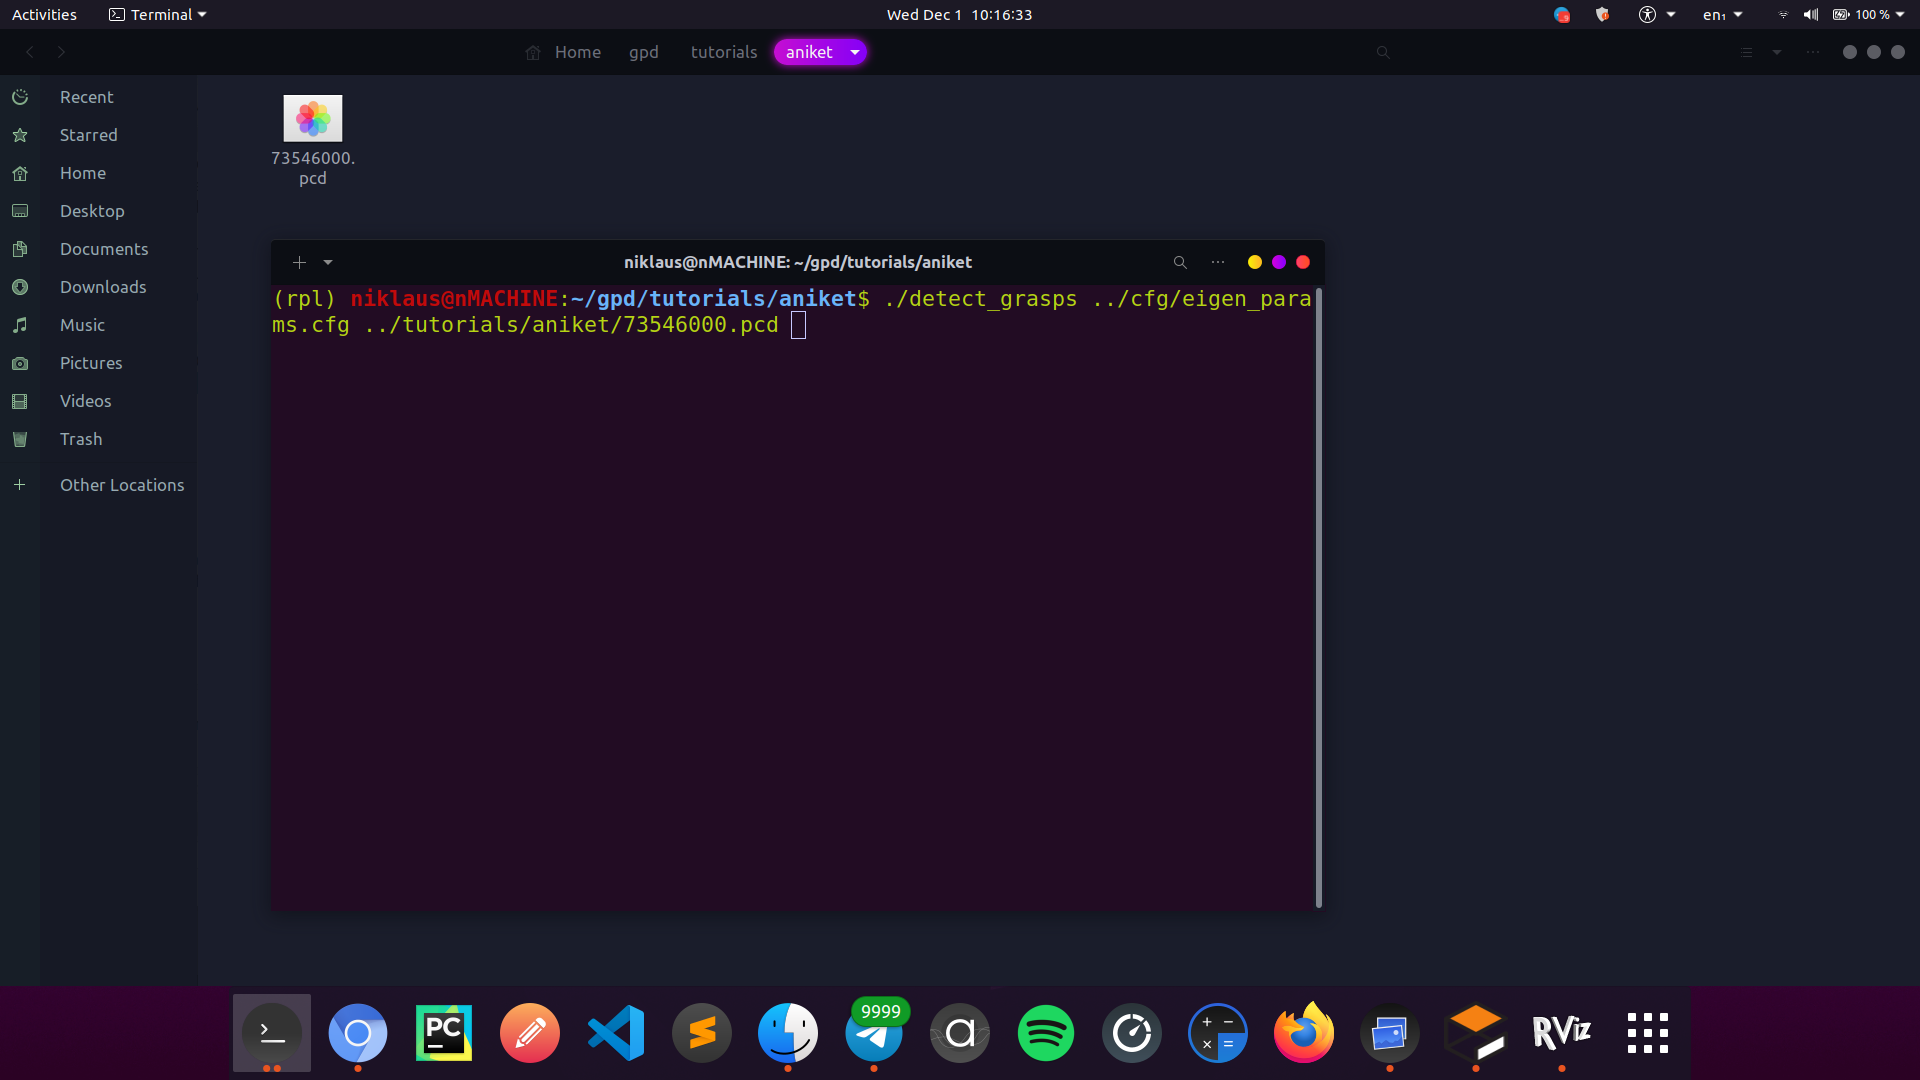 Activities Terminal Wed Dec 1 10:16:33 en₁ 100 %
Home gpd tutorials aniket
Recent
Starred
Home
Desktop
Documents
Downloads
Music
Pictures
Videos
Trash
Other Locations
73546000.
pcd
niklaus@nMACHINE: ~/gpd/tutorials/aniket
(rpl) niklaus@nMACHINE:~/gpd/tutorials/aniket$ ./detect_grasps ../cfg/eigen_para
ms.cfg ../tutorials/aniket/73546000.pcd
PC
9999
a
RViz